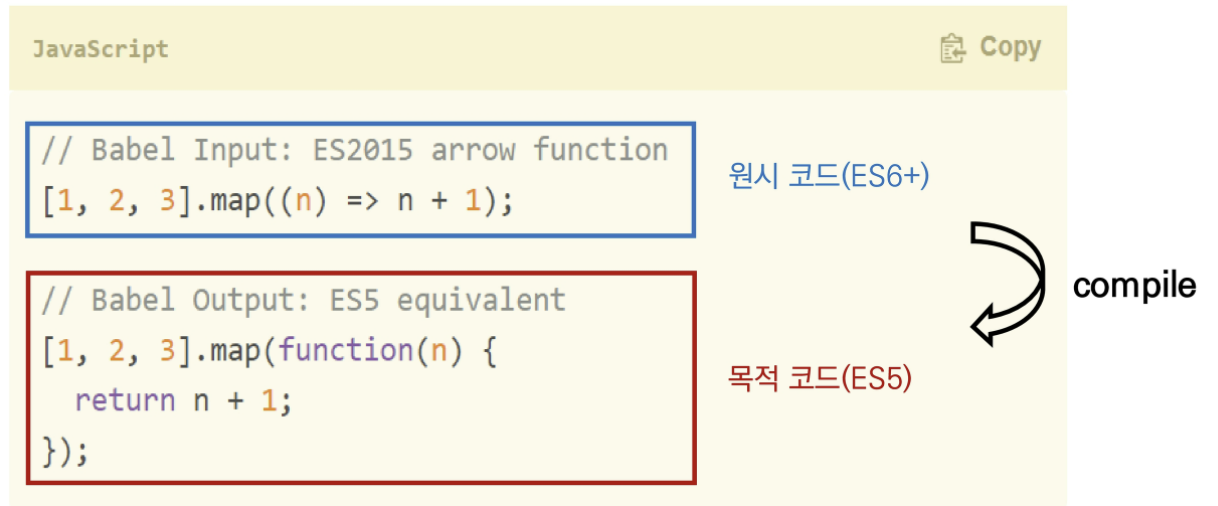 JavaScript
Copy
// Babel Input: ES2015 arrow function
[1, 2, 3].map((n) => n + 1);
원시 코드(ES6+)
compile
// Babel Output: ES5 equivalent
[1, 2, 3].map(function(n) {
  return n + 1;
});
목적 코드(ES5)